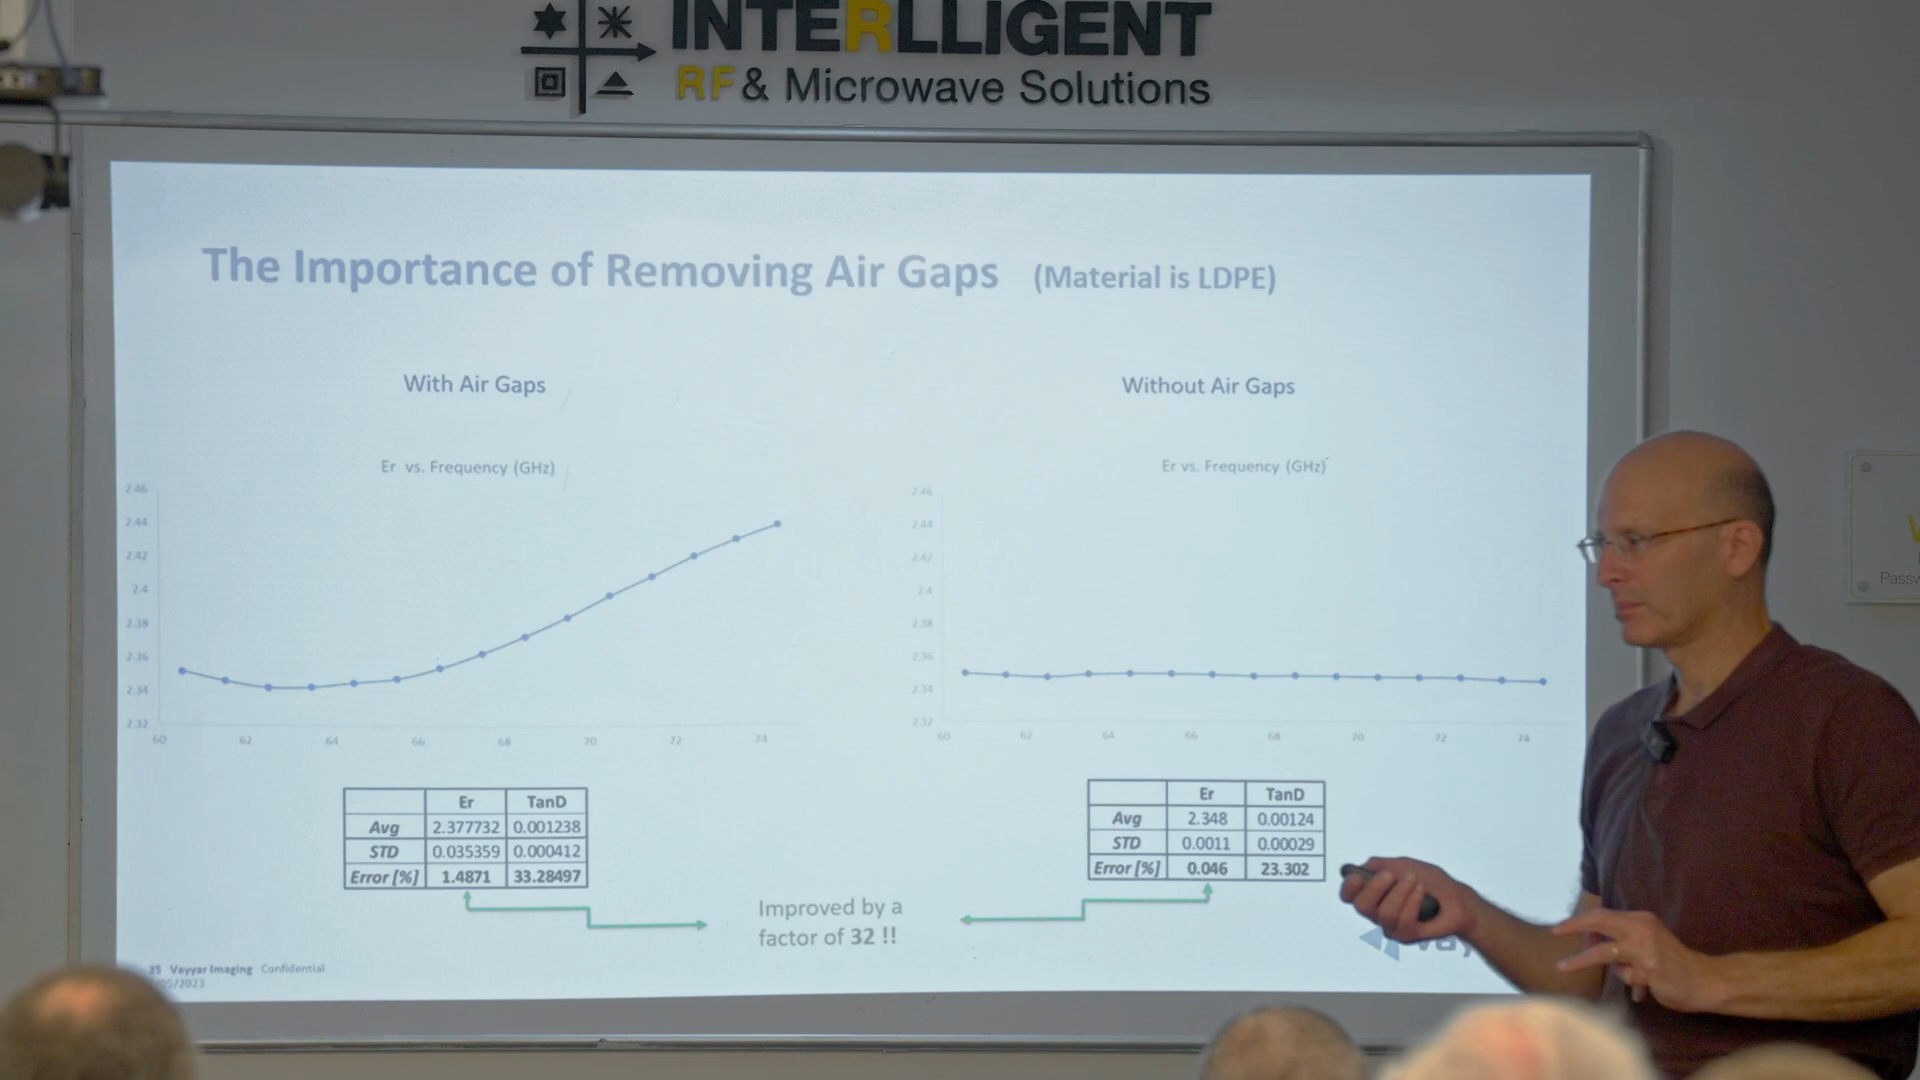 INTERLLIGENT
RF & Microwave Solutions
The Importance of Removing Air Gaps (Material is LDPE)
With Air Gaps
Without Air Gaps
Er vs. Frequency (GHz)
Er vs. Frequency (GHz)
2.46
2.44
2.42
2.4
2.38
2.36
2.34
2.32
60 62 64 66 68 70 72 74
2.46
2.44
2.42
2.4
2.38
2.36
2.34
2.32
60 62 64 66 68 70 72 74
Er TanD
Avg 2.377732 0.001238
STD 0.035359 0.000412
Error [%] 1.4871 33.28497
Er TanD
Avg 2.348 0.00124
STD 0.0011 0.00029
Error [%] 0.046 23.302
Improved by a
factor of 32 !!
35 Vayyar Imaging Confidential
/05/2023